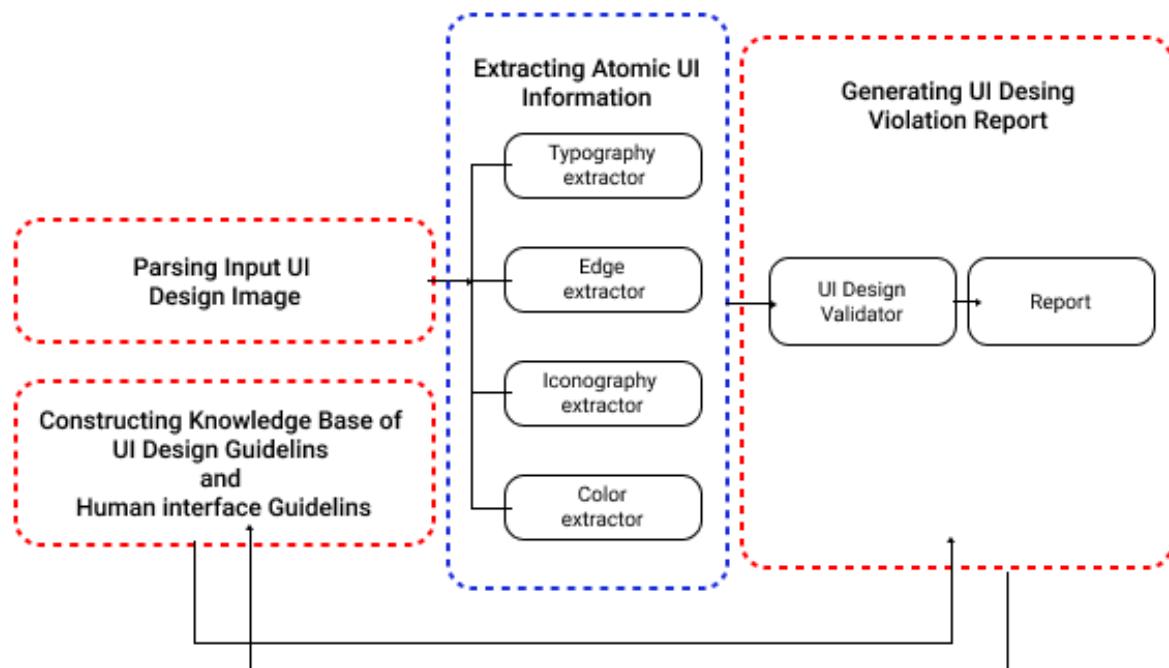 Extracting Atomic UI
Information
Typography
extractor
Edge
extractor
Iconography
extractor
Color
extractor
Generating UI Desing
Violation Report
UI Design
Validator
Report
Parsing Input UI
Design Image
Constructing Knowledge Base of
UI Design Guidelins
and
Human interface Guidelins